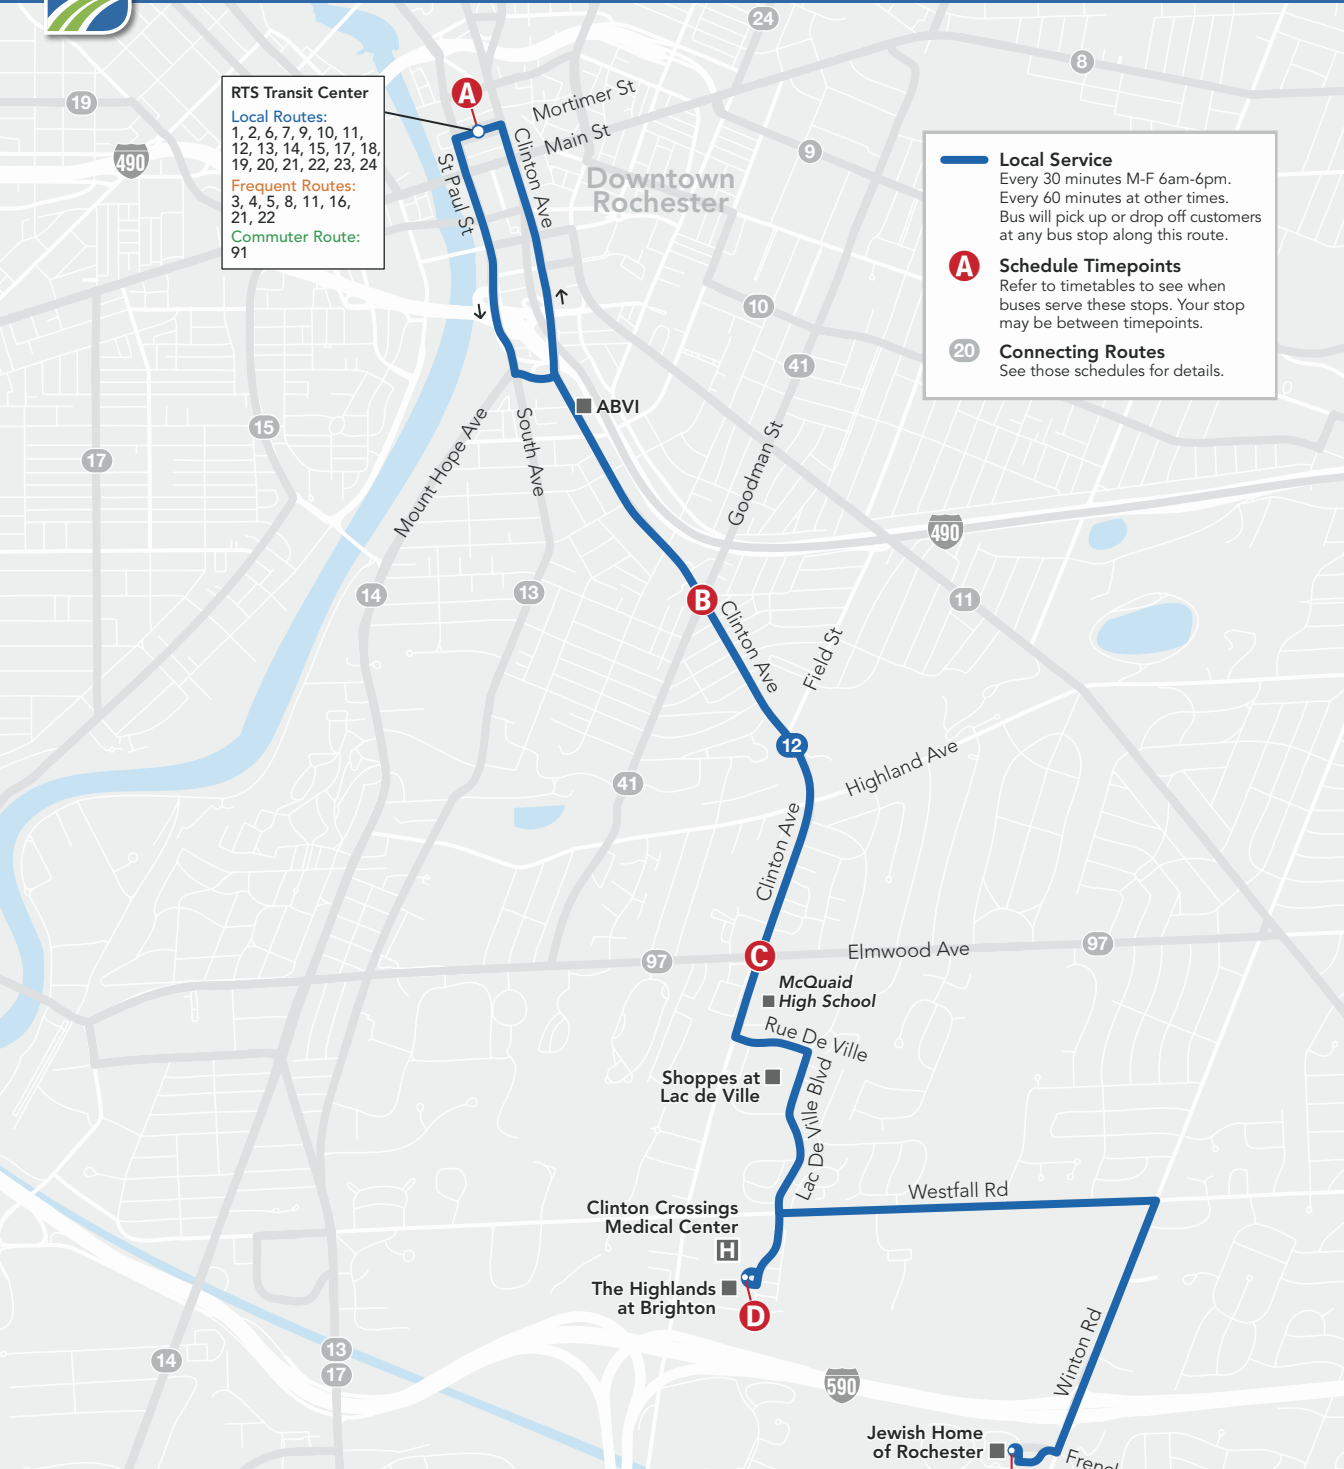 24
8
19
A
RTS Transit Center
Local Routes:
1, 2, 6, 7, 9, 10, 11,
12, 13, 14, 15, 17, 18,
19, 20, 21, 22, 23, 24
Frequent Routes:
3, 4, 5, 8, 11, 16,
21, 22
Commuter Route:
91
490
Mortimer St
Main St
Clinton Ave
St Paul St
Downtown
Rochester
9
Local Service
Every 30 minutes M-F 6am-6pm.
Every 60 minutes at other times.
Bus will pick up or drop off customers
at any bus stop along this route.
A
Schedule Timepoints
Refer to timetables to see when
buses serve these stops. Your stop
may be between timepoints.
20
Connecting Routes
See those schedules for details.
10
41
ABVI
15
17
Mount Hope Ave
South Ave
Goodman St
490
14
13
B
11
Clinton Ave
Field St
12
Highland Ave
41
Clinton Ave
97
C
Elmwood Ave
97
McQuaid
High School
Rue De Ville
Shoppes at
Lac de Ville
Lac De Ville Blvd
Westfall Rd
Clinton Crossings
Medical Center
H
The Highlands
at Brighton
D
13
17
14
590
Winton Rd
Jewish Home
of Rochester